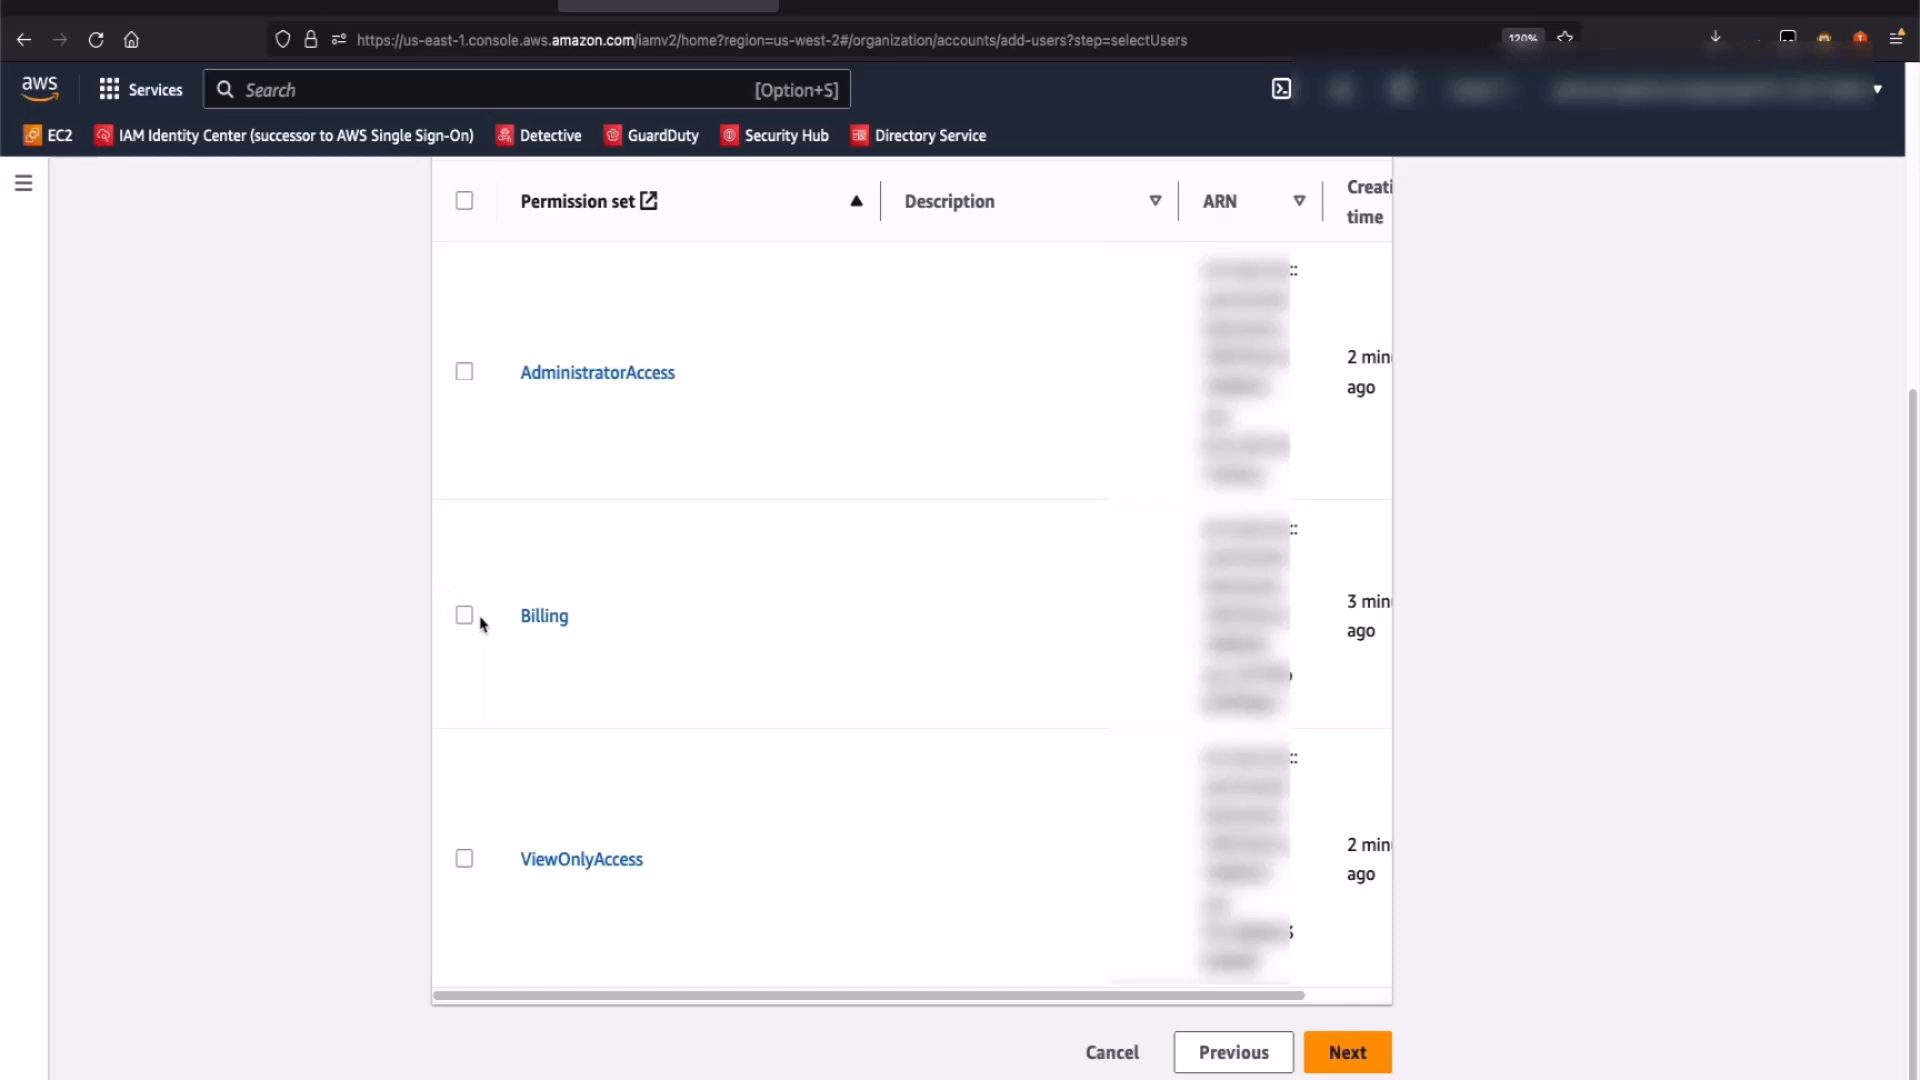 https://us-east-1.console.aws.amazon.com/iamv2/home?region=us-west-2#/organization/accounts/add-users?step=selectUsers
120%
aws
Services
Search
[Option+S]
EC2
IAM Identity Center (successor to AWS Single Sign-On)
Detective
GuardDuty
Security Hub
Directory Service
Permission set
Description
ARN
Creati
time
AdministratorAccess
2 min
ago
Billing
3 min
ago
ViewOnlyAccess
2 min
ago
Cancel
Previous
Next